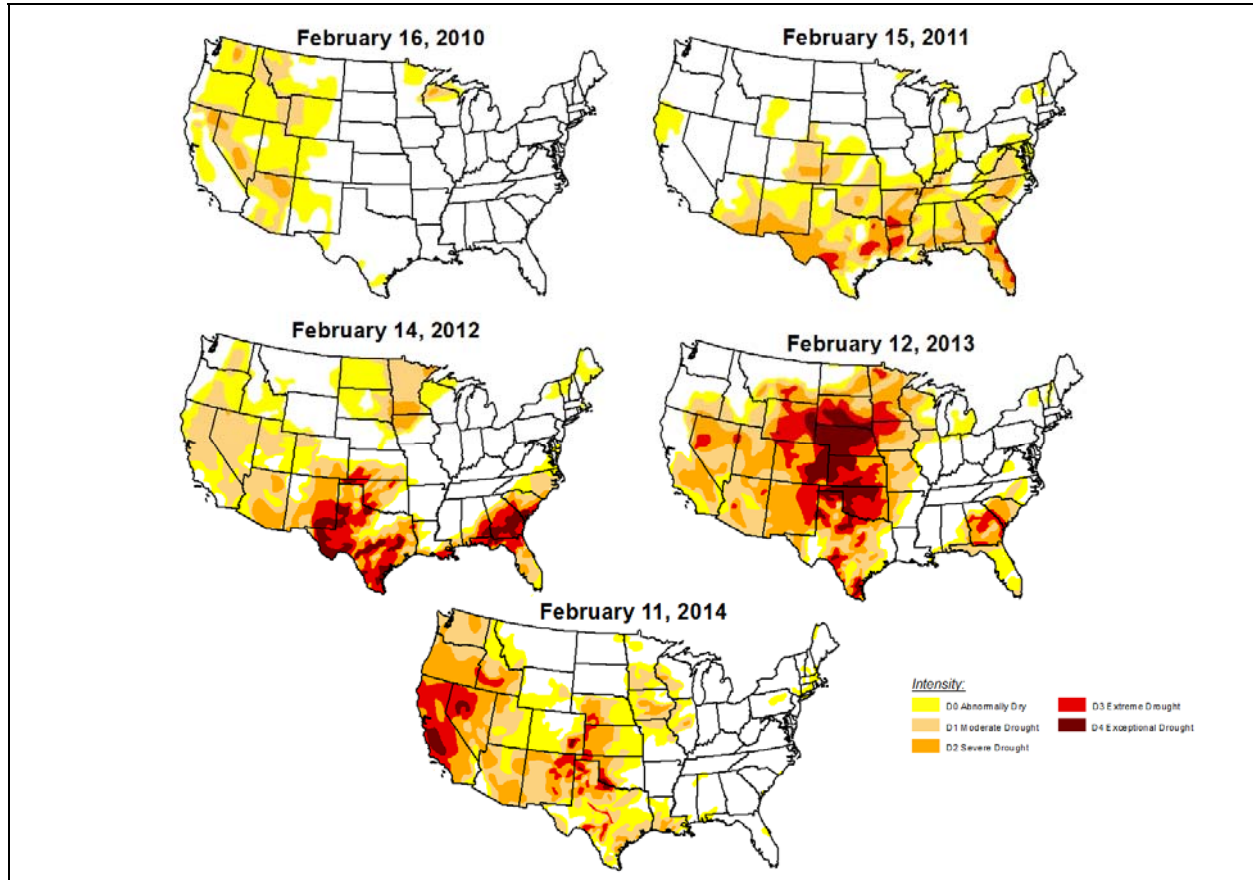 February 16, 2010
February 15, 2011
February 14, 2012
February 12, 2013
February 11, 2014
Intensity:
D0 Abnormally Dry
D1 Moderate Drought
D2 Severe Drought
D3 Extreme Drought
D4 Exceptional Drought